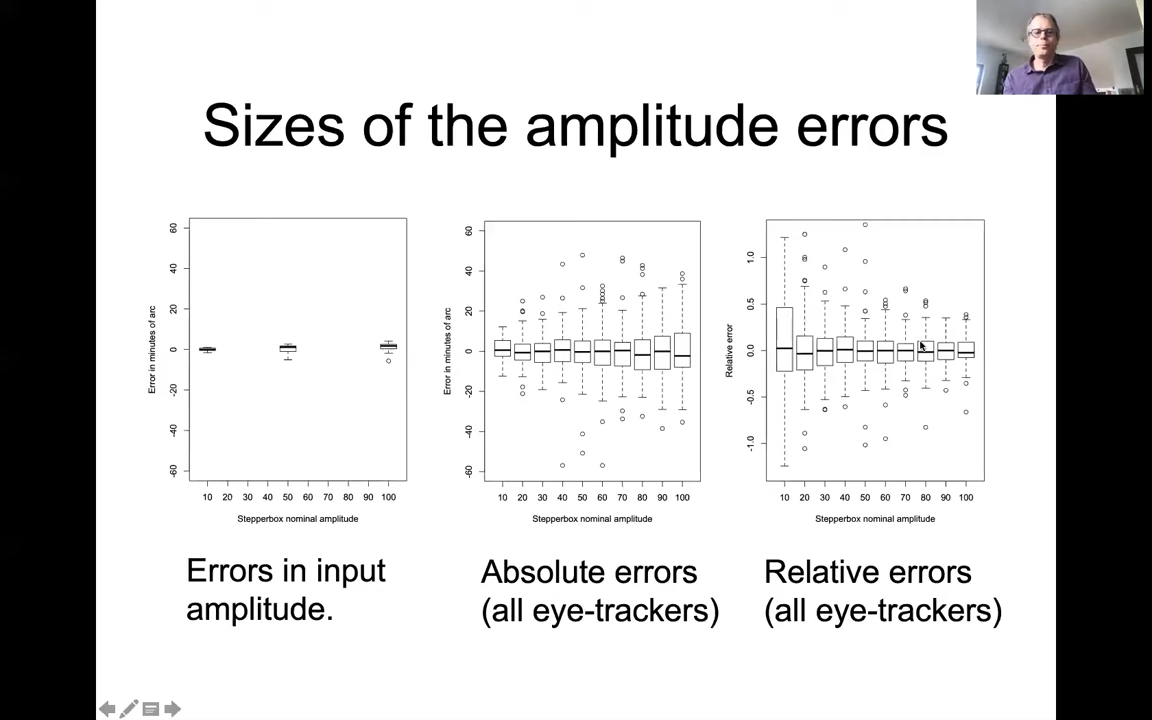 Sizes of the amplitude errors
Error in minutes of arc
60
40
20
0
-20
-40
-60
10 20 30 40 50 60 70 80 90 100
Stepperbox nominal amplitude
Error in minutes of arc
60
40
20
0
-20
-40
-60
10 20 30 40 50 60 70 80 90 100
Stepperbox nominal amplitude
Relative error
1.0
0.5
0.0
-0.5
-1.0
10 20 30 40 50 60 70 80 90 100
Stepperbox nominal amplitude
Errors in input
amplitude.
Absolute errors
(all eye-trackers)
Relative errors
(all eye-trackers)